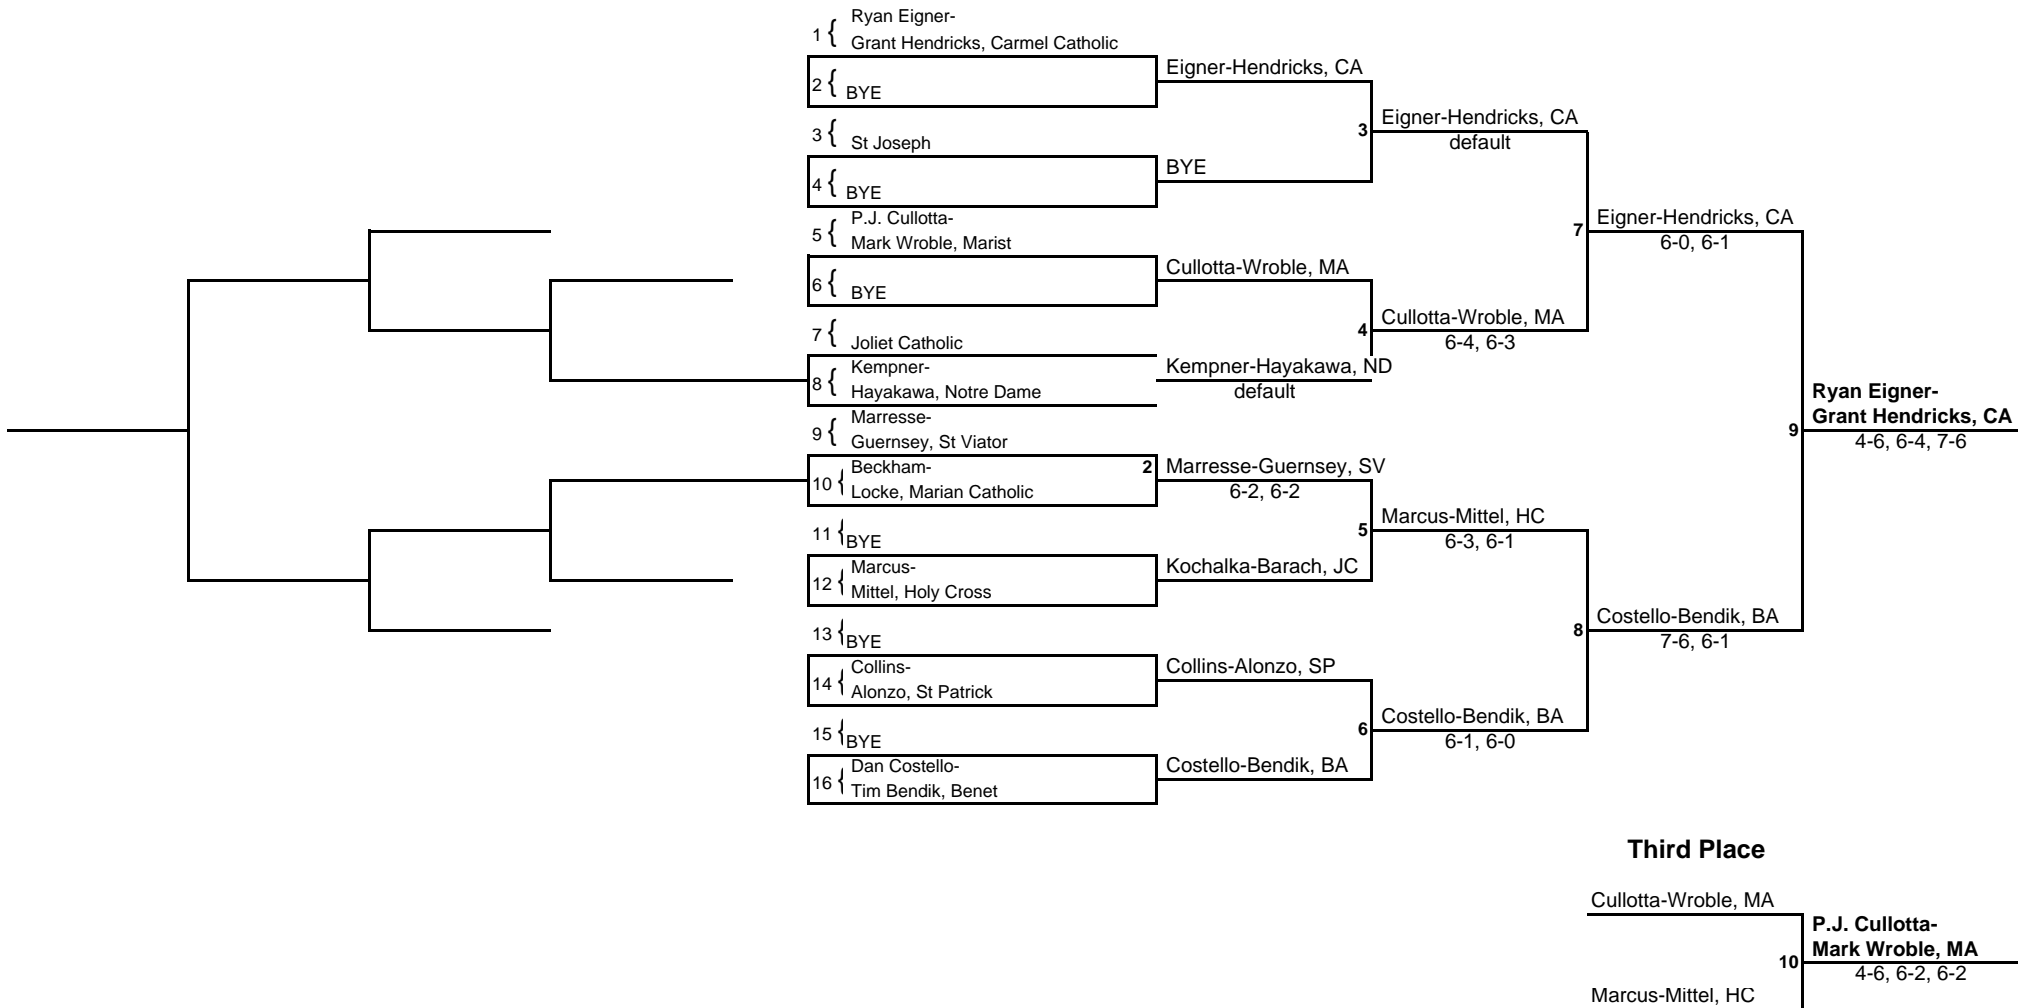 Ryan Eigner-
1 {
Grant Hendricks, Carmel Catholic
Eigner-Hendricks, CA
2 {
BYE
Eigner-Hendricks, CA
3 {
3
St Joseph
default
BYE
4 {
BYE
P.J. Cullotta-
Eigner-Hendricks, CA
5 {
7
Mark Wroble, Marist
6-0, 6-1
Cullotta-Wroble, MA
6 {
BYE
Cullotta-Wroble, MA
7 {
4
Joliet Catholic
6-4, 6-3
Kempner-
Kempner-Hayakawa, ND
8 {
Hayakawa, Notre Dame
default
Ryan Eigner-
Marresse-
Grant Hendricks, CA
9 {
9
Guernsey, St Viator
4-6, 6-4, 7-6
Beckham-
2
Marresse-Guernsey, SV
10 {
Locke, Marian Catholic
6-2, 6-2
Marcus-Mittel, HC
11 {
5
BYE
6-3, 6-1
Marcus-
Kochalka-Barach, JC
12 {
Mittel, Holy Cross
Costello-Bendik, BA
13 {
8
BYE
7-6, 6-1
Collins-
Collins-Alonzo, SP
14 {
Alonzo, St Patrick
Costello-Bendik, BA
15 {
6
BYE
6-1, 6-0
Dan Costello-
Costello-Bendik, BA
16 {
Tim Bendik, Benet
Third Place
Cullotta-Wroble, MA
P.J. Cullotta-
Mark Wroble, MA
10
4-6, 6-2, 6-2
Marcus-Mittel, HC